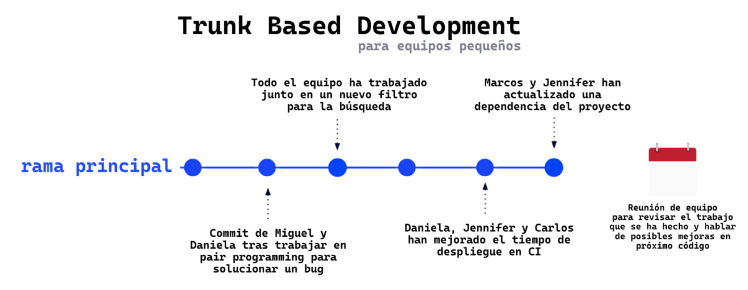 Trunk Based Development
para equipos pequeños
Todo el equipo ha trabajado
junto en un nuevo filtro
para la búsqueda
Marcos y Jennifer han
actualizado una
dependencia del proyecto
rama principal
Commit de Miguel y
Daniela tras trabajar en
pair programming para
solucionar un bug
Daniela, Jennifer y Carlos
han mejorado el tiempo de
despliegue en CI
Reunión de equipo
para revisar el trabajo
que se ha hecho y hablar
de posibles mejoras en
próximo código